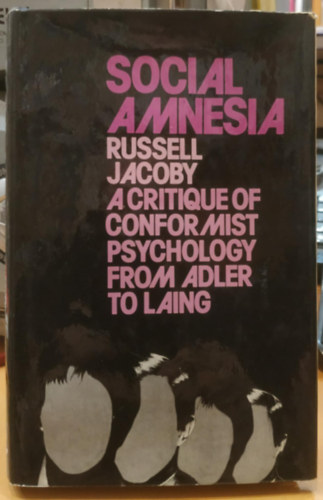 SOCIAL
AMNESIA
RUSSELL
JACOBY
A CRITIQUE OF
CONFORMIST
PSYCHOLOGY
FROM ADLER
TO LAING